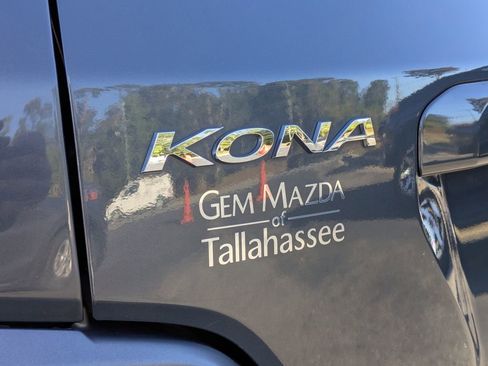 KONA
GEM MAZDA
of
Tallahassee